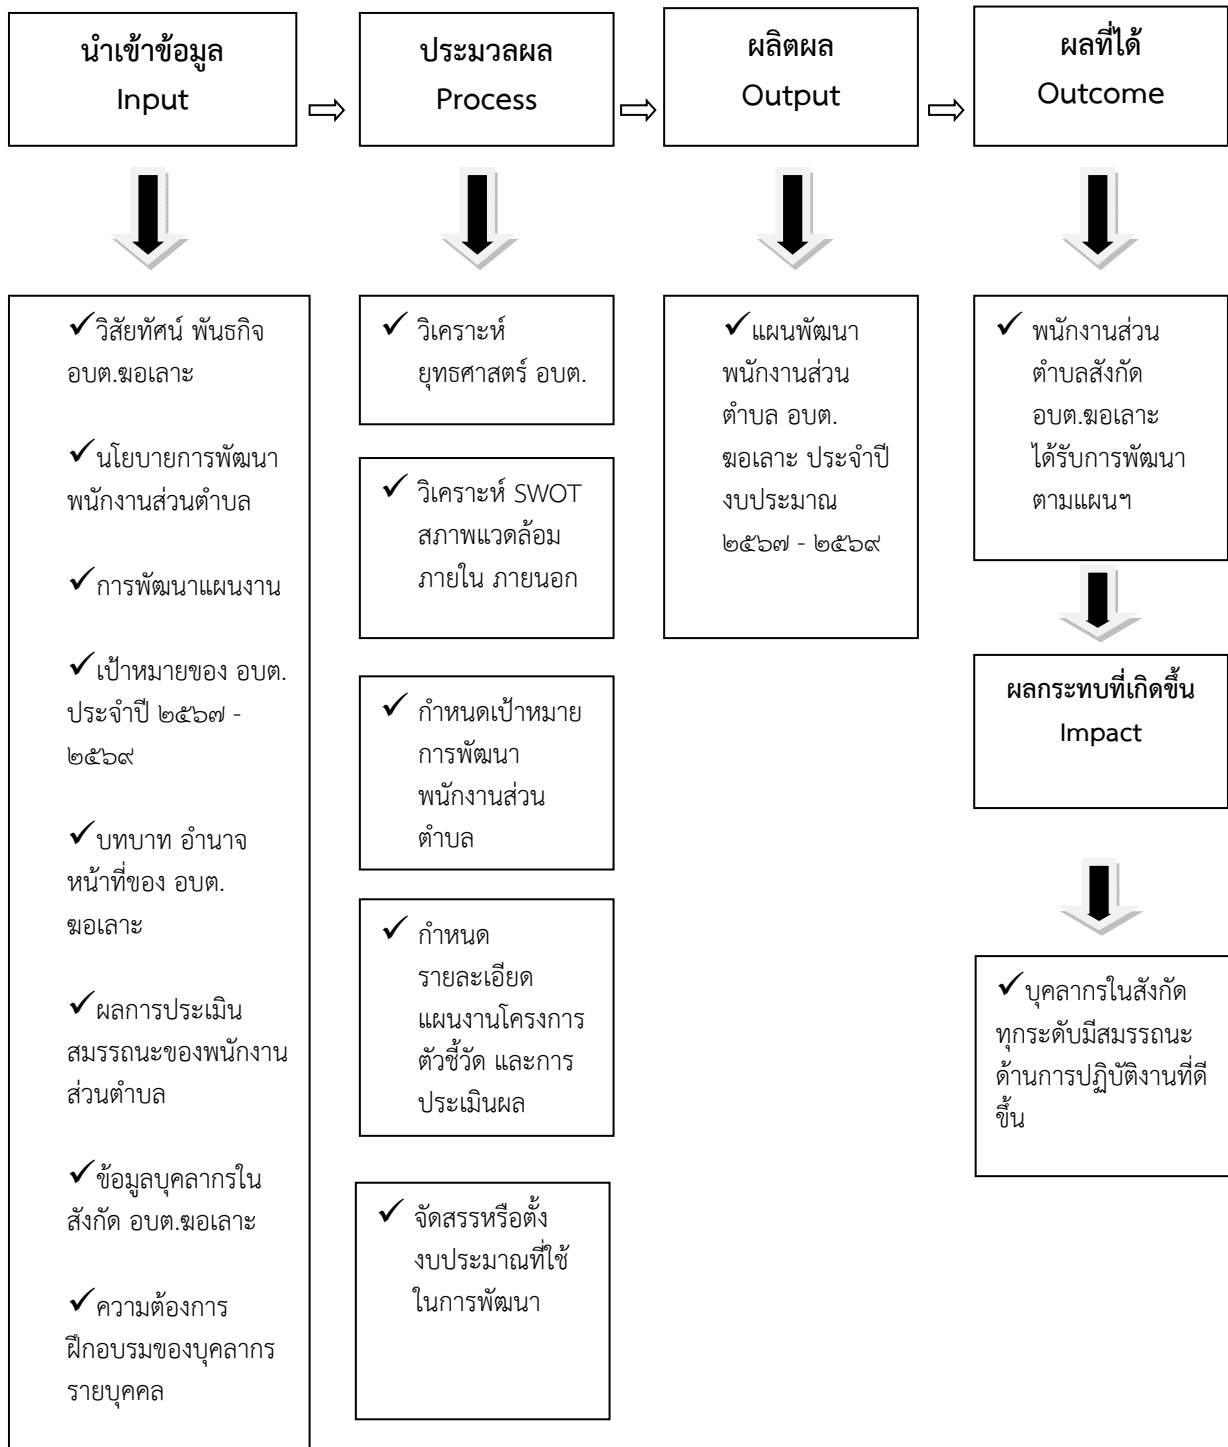 นำเข้าข้อมูล
Input
ประมวลผล
Process
ผลิตผล
Output
ผลที่ได้
Outcome
✓วิสัยทัศน์ พันธกิจ
อบต.ฆอเลาะ
✓นโยบายการพัฒนา
พนักงานส่วนตำบล
✓การพัฒนาแผนงาน
✓เป้าหมายของ อบต.
ประจำปี ๒๕๖๗ -
๒๕๖๙
✓บทบาท อำนาจ
หน้าที่ของ อบต.
ฆอเลาะ
✓ผลการประเมิน
สมรรถนะของพนักงาน
ส่วนตำบล
✓ข้อมูลบุคลากรใน
สังกัด อบต.ฆอเลาะ
✓ความต้องการ
ฝึกอบรมของบุคลากร
รายบุคคล
✓ วิเคราะห์
ยุทธศาสตร์ อบต.
✓ วิเคราะห์ SWOT
สภาพแวดล้อม
ภายใน ภายนอก
✓ กำหนดเป้าหมาย
การพัฒนา
พนักงานส่วน
ตำบล
✓ กำหนด
รายละเอียด
แผนงานโครงการ
ตัวชี้วัด และการ
ประเมินผล
✓ จัดสรรหรือตั้ง
งบประมาณที่ใช้
ในการพัฒนา
✓แผนพัฒนา
พนักงานส่วน
ตำบล อบต.
ฆอเลาะ ประจำปี
งบประมาณ
๒๕๖๗ - ๒๕๖๙
✓ พนักงานส่วน
ตำบลสังกัด
อบต.ฆอเลาะ
ได้รับการพัฒนา
ตามแผนฯ
ผลกระทบที่เกิดขึ้น
Impact
✓บุคลากรในสังกัด
ทุกระดับมีสมรรถนะ
ด้านการปฏิบัติงานที่ดี
ขึ้น